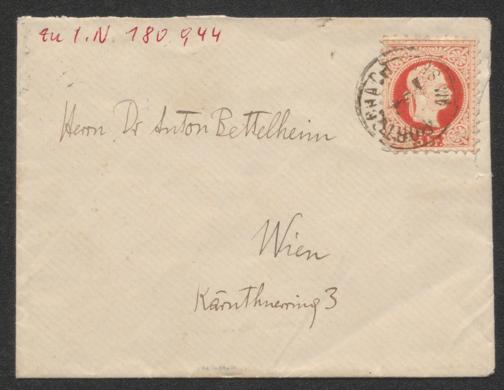 Zu I.N 180 944
Herrn Dr Anton Bettelheim
Wien
Kärnthnerring 3